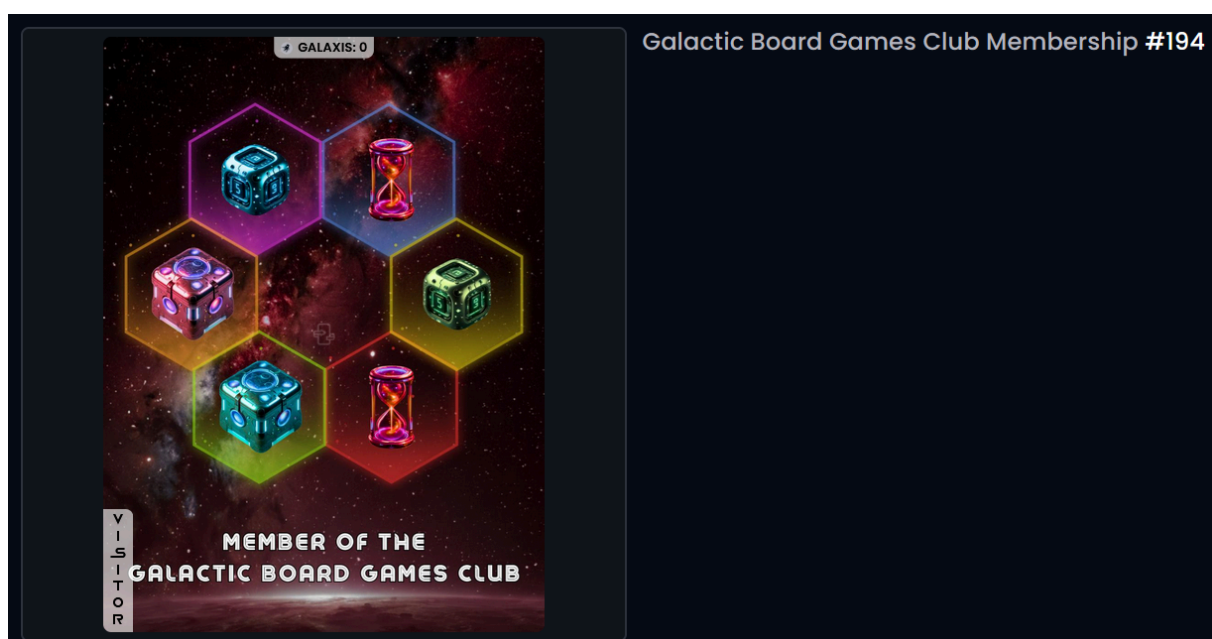 GALAXIS: 0
Galactic Board Games Club Membership #194
VISITOR
MEMBER OF THE
GALACTIC BOARD GAMES CLUB